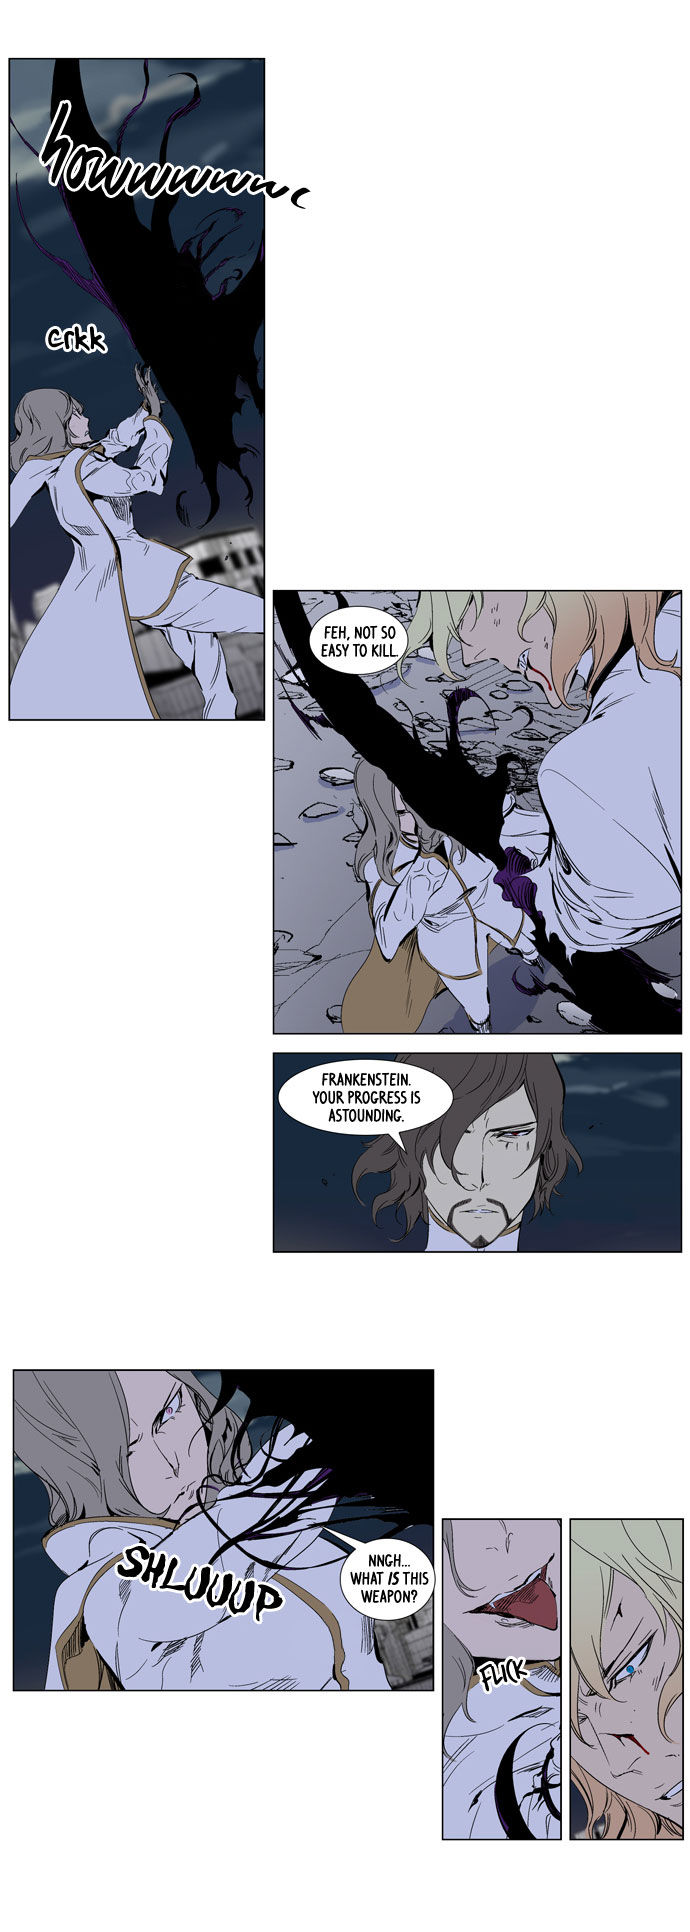 howwwwwwc
crkk
FEH, NOT SO
EASY TO KILL.
FRANKENSTEIN.
YOUR PROGRESS IS
ASTOUNDING.
SHLUUUP
NNGH...
WHAT IS THIS
WEAPON?
FLICK